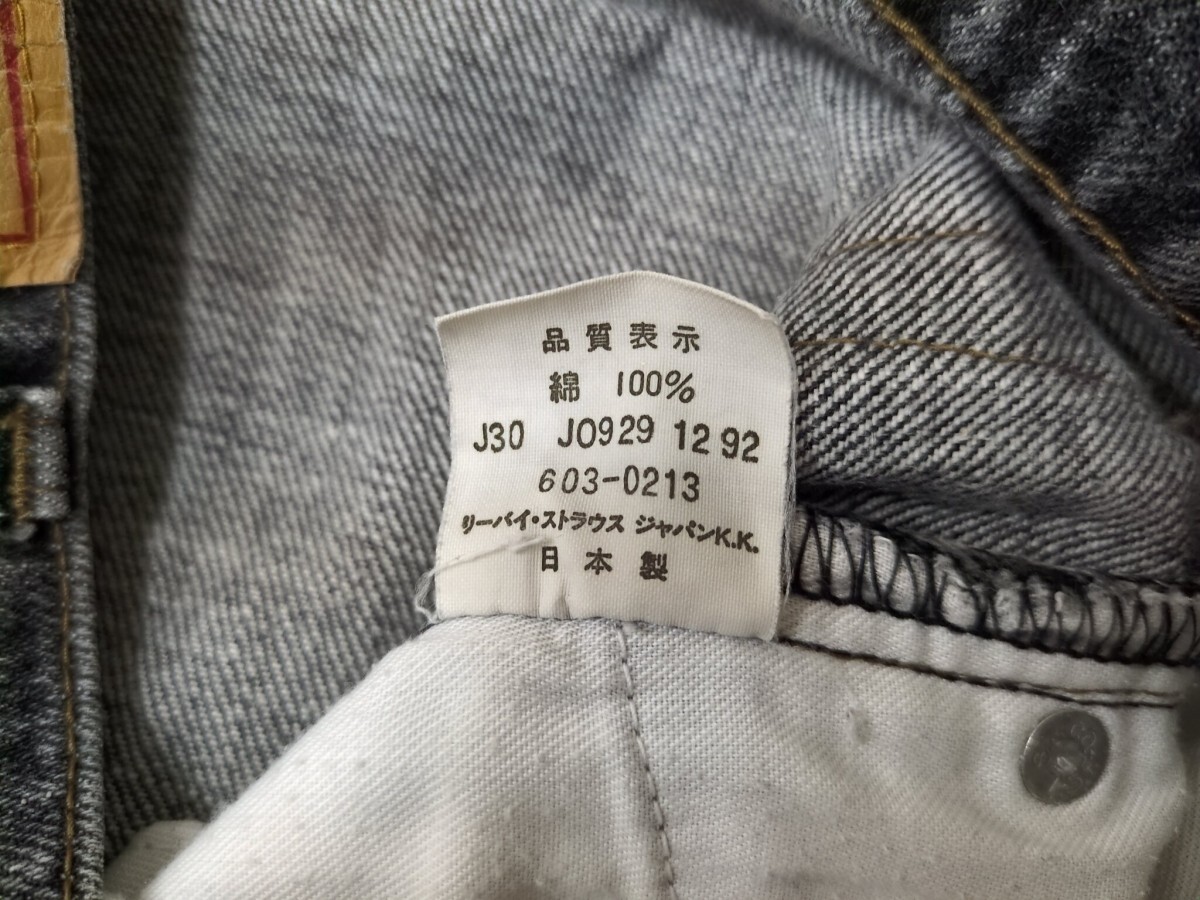 品質表示
綿 100%
J30 J0929 12 92
603-0213
リーバイ・ストラウス ジャパンK.K.
日本製